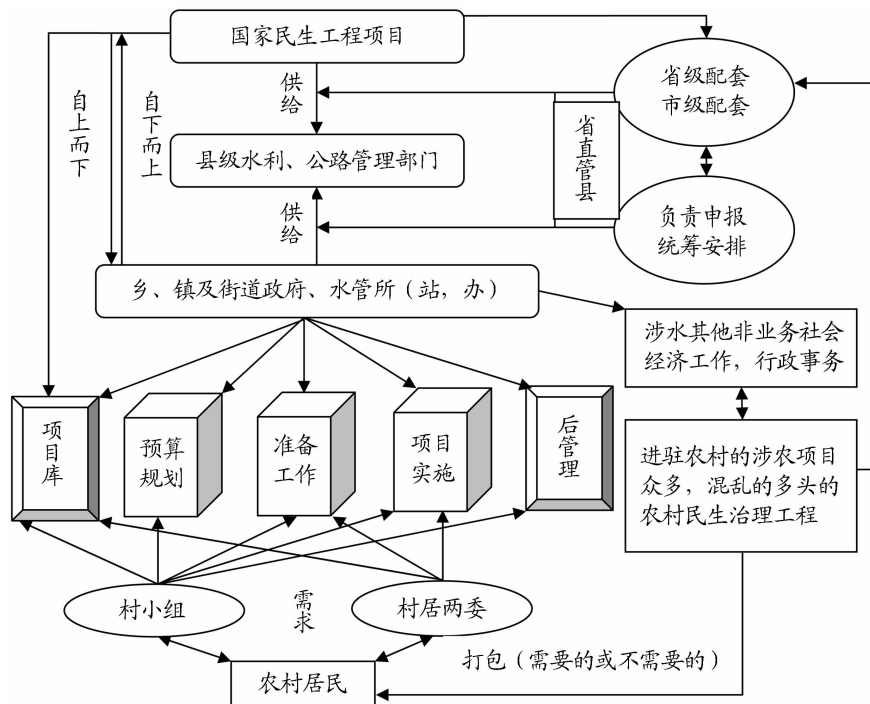 国家民生工程项目
省级配套
市级配套
供给
自上而下
自下而上
省直管县
县级水利、公路管理部门
供给
负责申报
统筹安排
乡、镇及街道政府、水管所（站，办）
涉水其他非业务社会
经济工作，行政事务
项目库
预算
规划
准备
工作
项目
实施
后管理
进驻农村的涉农项目
众多，混乱的多头的
农村民生治理工程
村小组
需求
村居两委
打包（需要的或不需要的）
农村居民